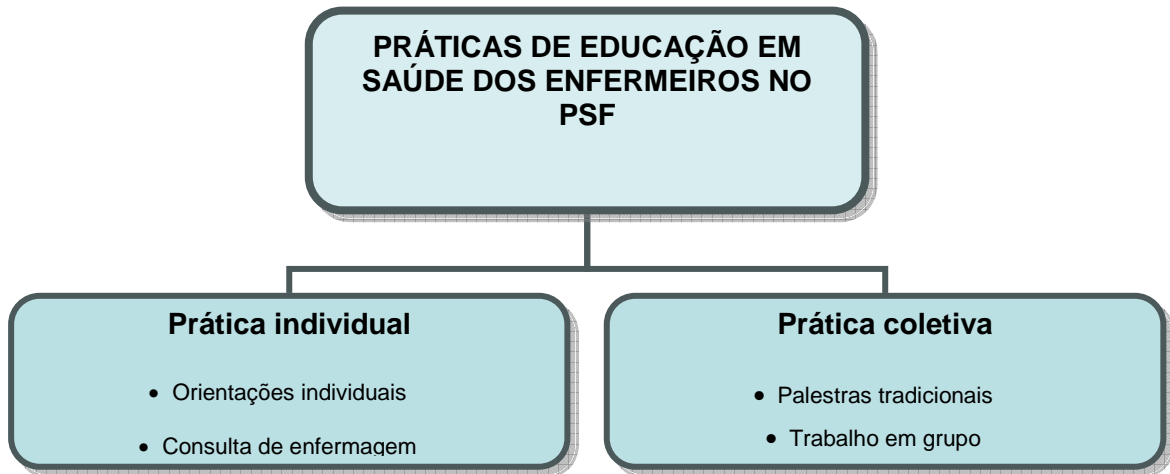 PRÁTICAS DE EDUCAÇÃO EM
SAÚDE DOS ENFERMEIROS NO
PSF
Prática individual
• Orientações individuais
• Consulta de enfermagem
Prática coletiva
• Palestras tradicionais
• Trabalho em grupo